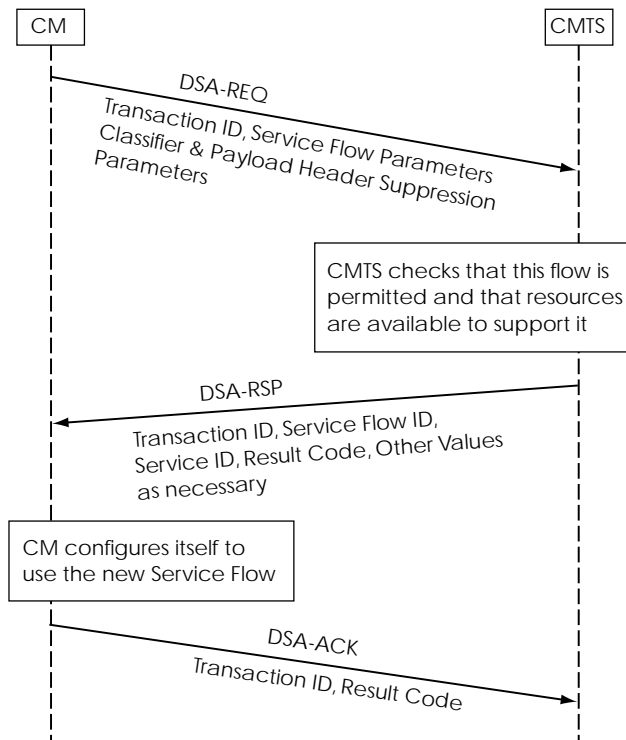 CM
CMTS
DSA-REQ
Transaction ID, Service Flow Parameters
Classifier & Payload Header Suppression
Parameters
CMTS checks that this flow is
permitted and that resources
are available to support it
DSA-RSP
Transaction ID, Service Flow ID,
Service ID, Result Code, Other Values
as necessary
CM configures itself to
use the new Service Flow
DSA-ACK
Transaction ID, Result Code